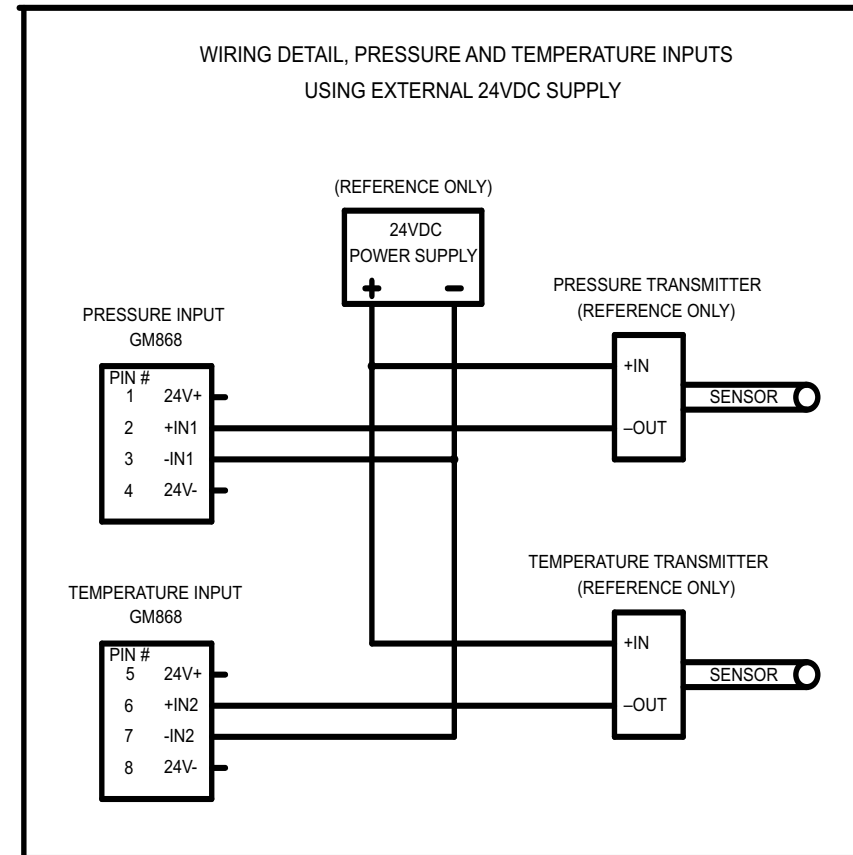 WIRING DETAIL, PRESSURE AND TEMPERATURE INPUTS
USING EXTERNAL 24VDC SUPPLY
(REFERENCE ONLY)
24VDC
POWER SUPPLY
+ −
PRESSURE TRANSMITTER
(REFERENCE ONLY)
+IN
–OUT
SENSOR
PRESSURE INPUT
GM868
PIN #
1 24V+
2 +IN1
3 -IN1
4 24V-
TEMPERATURE TRANSMITTER
(REFERENCE ONLY)
+IN
–OUT
SENSOR
TEMPERATURE INPUT
GM868
PIN #
5 24V+
6 +IN2
7 -IN2
8 24V-